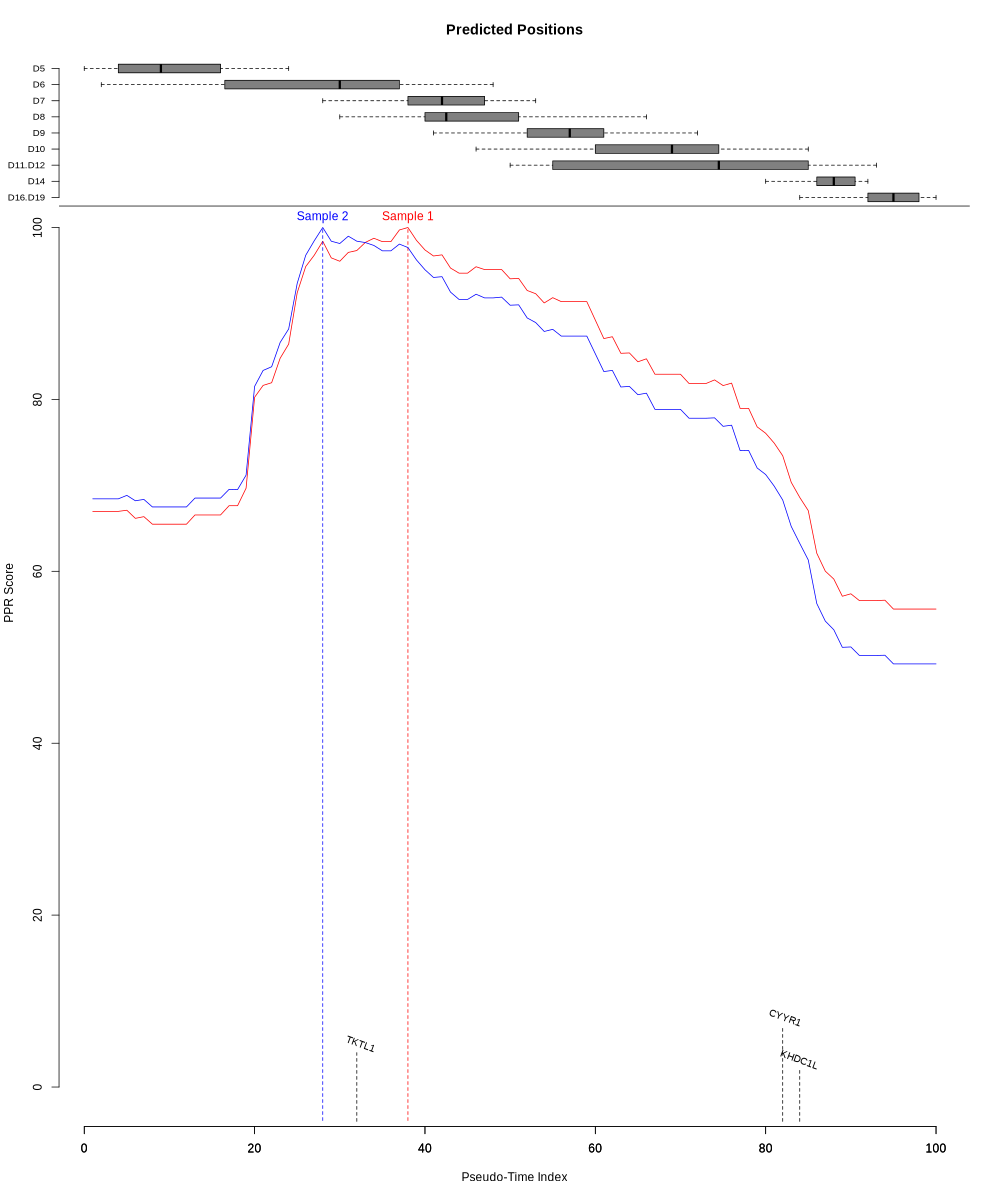 Predicted Positions
D5
D6
D7
D8
D9
D10
D11.D12
D14
D16.D19
Sample 2
Sample 1
100
80
60
40
20
0
PPR Score
TKTL1
CYYR1
KHDC1L
0 20 40 60 80 100
Pseudo-Time Index